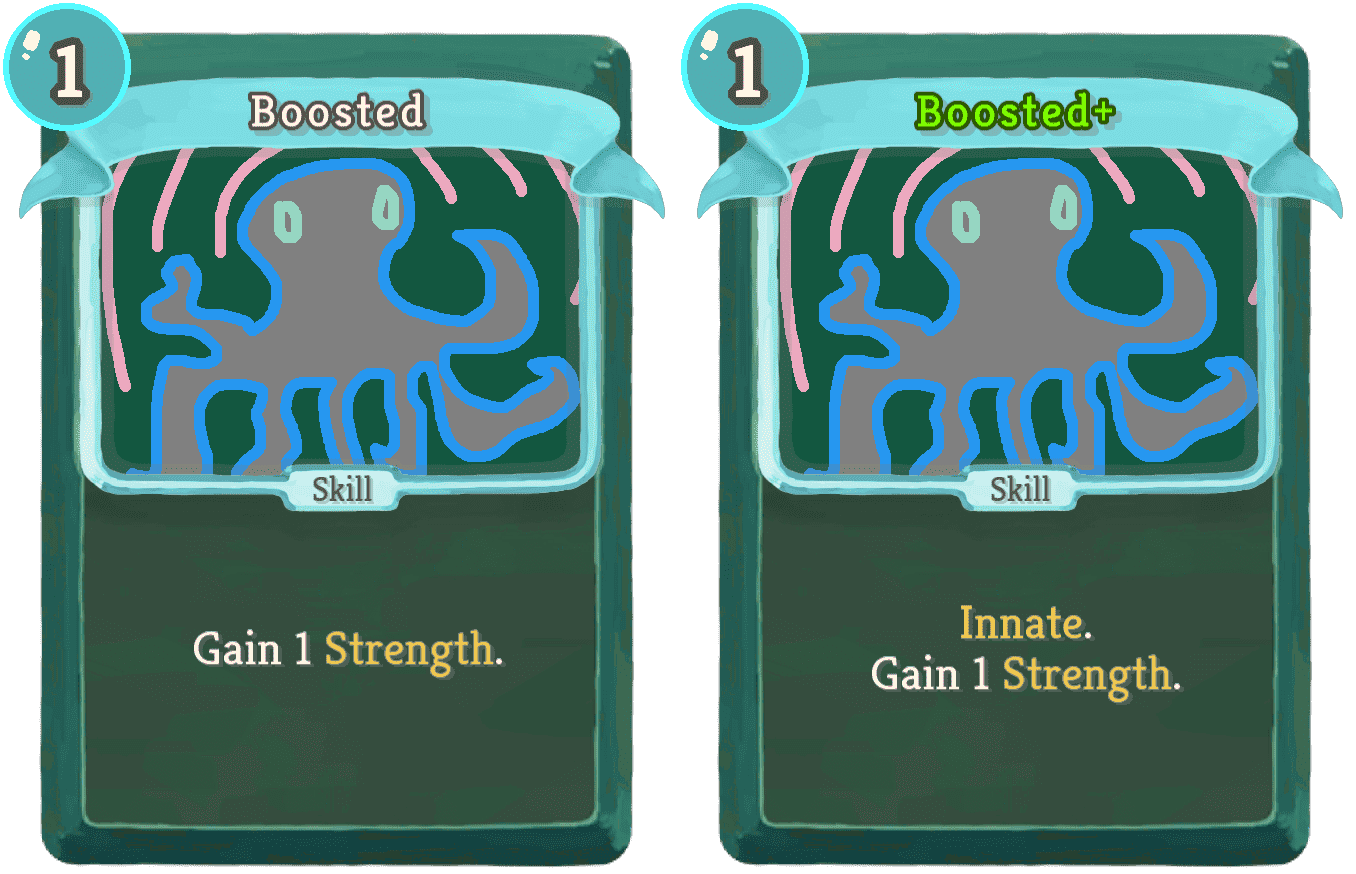 1
Boosted
Skill
Gain 1 Strength.
1
Boosted+
Skill
Innate.
Gain 1 Strength.